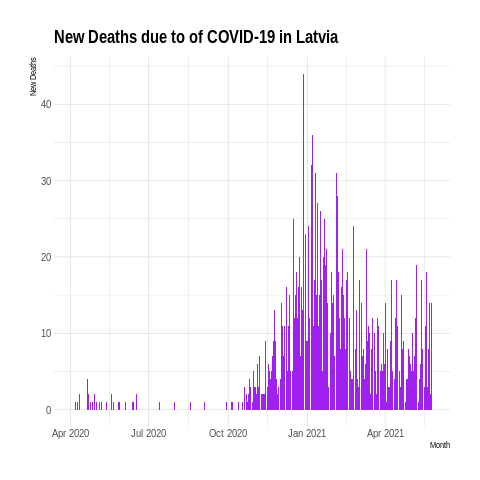 New Deaths due to of COVID-19 in Latvia
New Deaths
40
30
20
10
0
Apr 2020 Jul 2020 Oct 2020 Jan 2021 Apr 2021
Month